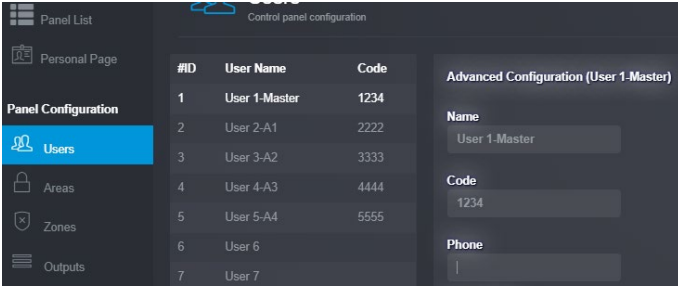 Panel List
Personal Page
Panel Configuration
Users
Areas
Zones
Outputs
Users
Control panel configuration
#ID User Name Code
1 User 1-Master 1234
2 User 2-A1 2222
3 User 3-A2 3333
4 User 4-A3 4444
5 User 5-A4 5555
6 User 6
7 User 7
Advanced Configuration (User 1-Master)
Name
User 1-Master
Code
1234
Phone